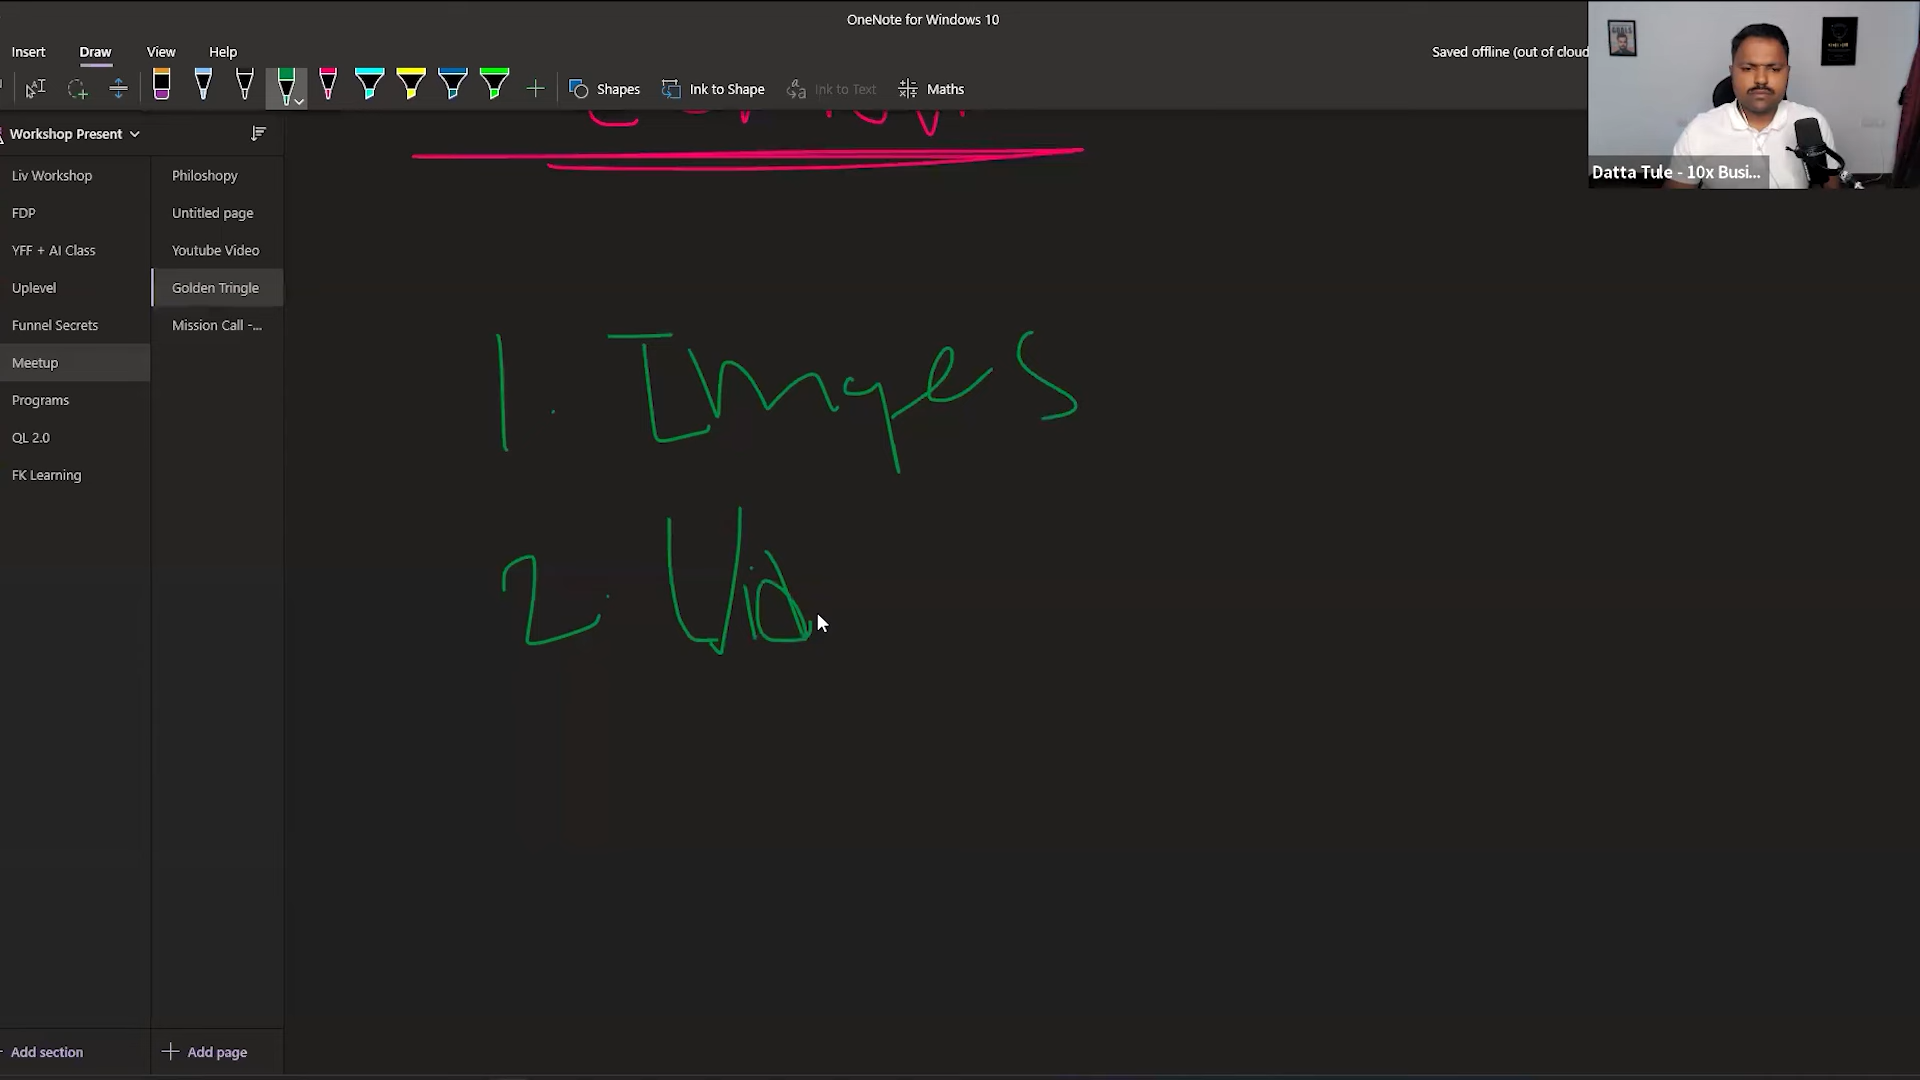 OneNote for Windows 10
Insert Draw View Help
Saved offline (out of cloud
Shapes Ink to Shape Ink to Text Maths
Workshop Present
Liv Workshop
FDP
YFF + AI Class
Uplevel
Funnel Secrets
Meetup
Programs
QL 2.0
FK Learning
Philoshopy
Untitled page
Youtube Video
Golden Tringle
Mission Call -...
1. Images
2. Vid
Datta Tule - 10x Busi...
Add section
Add page